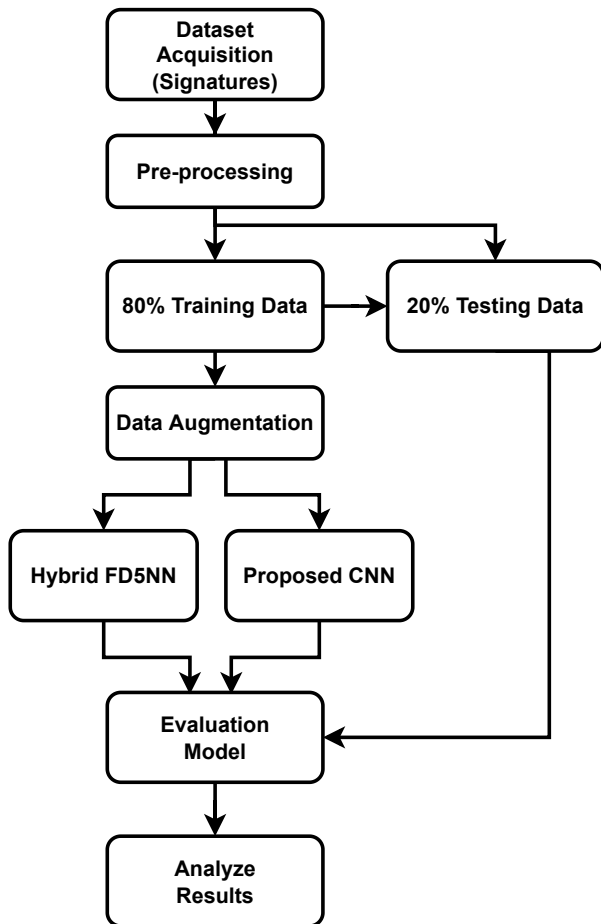 Dataset
Acquisition
(Signatures)
Pre-processing
80% Training Data
20% Testing Data
Data Augmentation
Hybrid FD5NN
Proposed CNN
Evaluation
Model
Analyze
Results